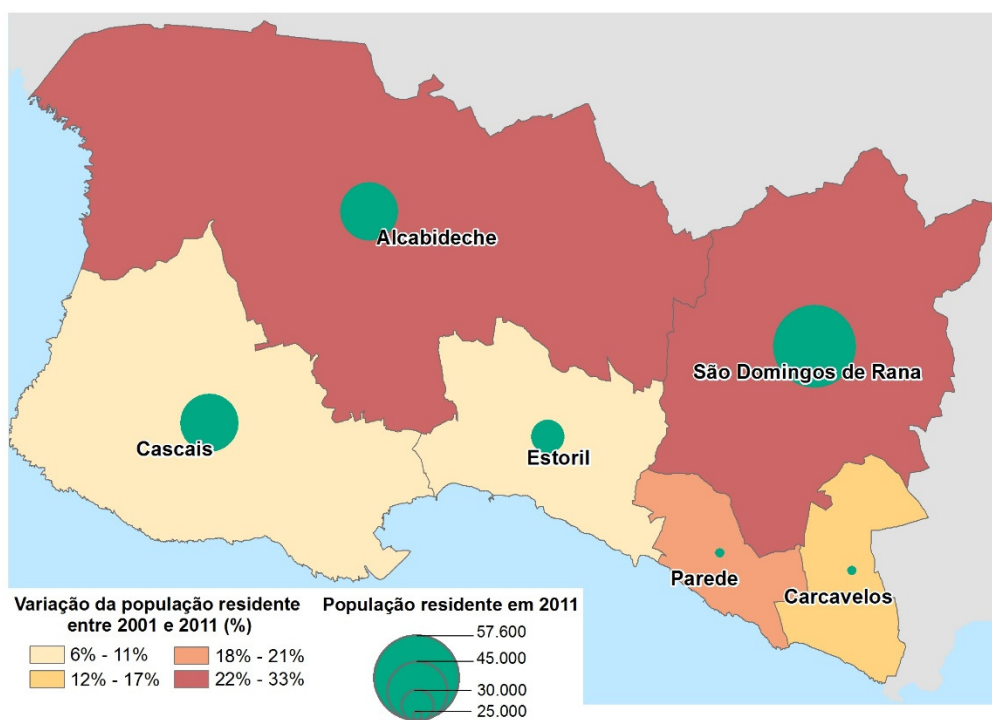 Alcabideche
São Domingos de Rana
Cascais
Estoril
Parede
Carcavelos
Variação da população residente
entre 2001 e 2011 (%)
6% - 11%
18% - 21%
12% - 17%
22% - 33%
População residente em 2011
57.600
45.000
30.000
25.000